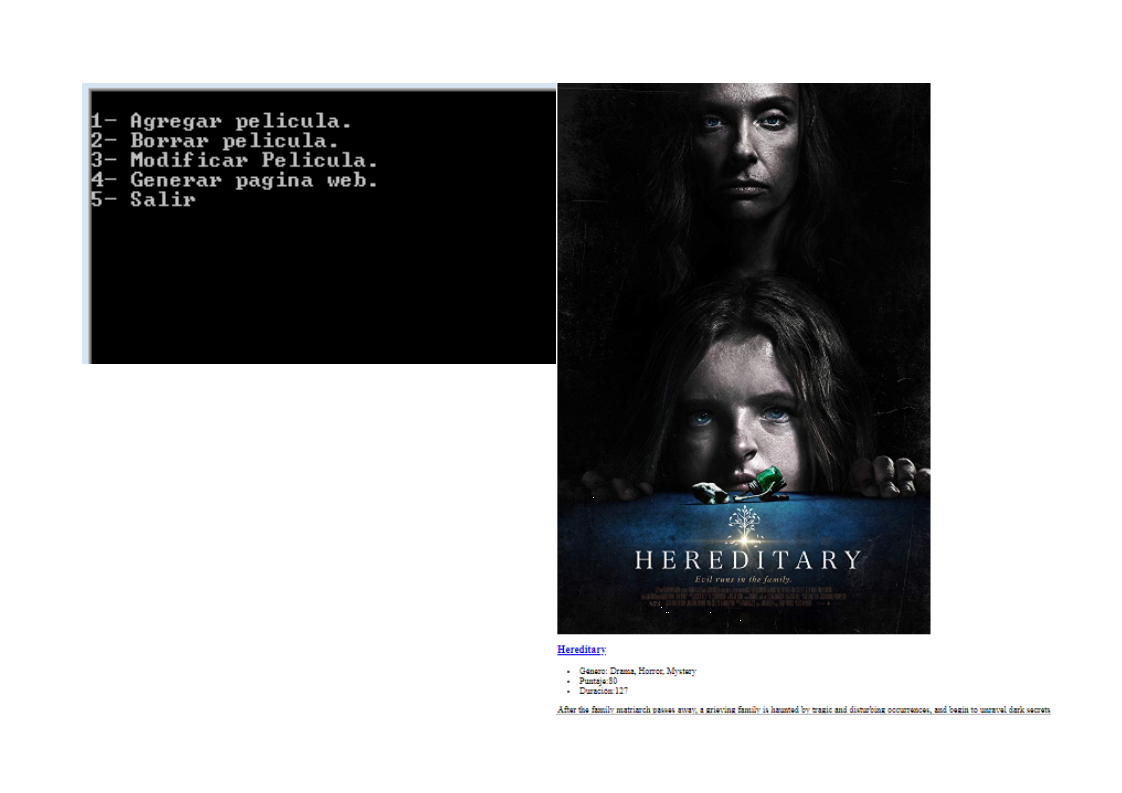 1- Agregar pelicula.
2- Borrar pelicula.
3- Modificar Pelicula.
4- Generar pagina web.
5- Salir
HEREDITARY
Evil runs in the family.
Hereditary
Género: Drama, Horror, Mystery
Puntaje:80
Duración:127
After the family matriarch passes away, a grieving family is haunted by tragic and disturbing occurrences, and begin to unravel dark secrets